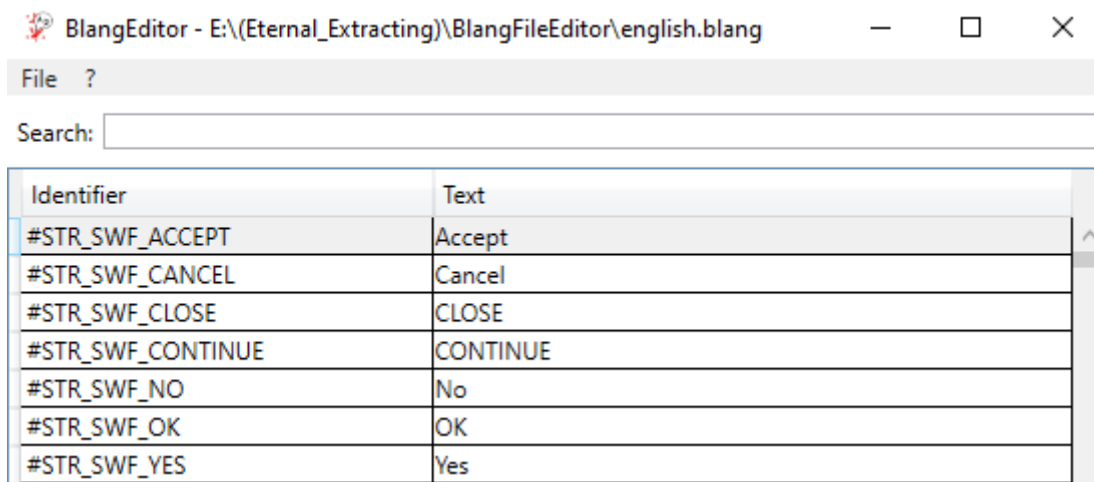 BlangEditor - E:\(Eternal_Extracting)\BlangFileEditor\english.blang
File ?
Search:
Identifier Text
#STR_SWF_ACCEPT Accept
#STR_SWF_CANCEL Cancel
#STR_SWF_CLOSE CLOSE
#STR_SWF_CONTINUE CONTINUE
#STR_SWF_NO No
#STR_SWF_OK OK
#STR_SWF_YES Yes